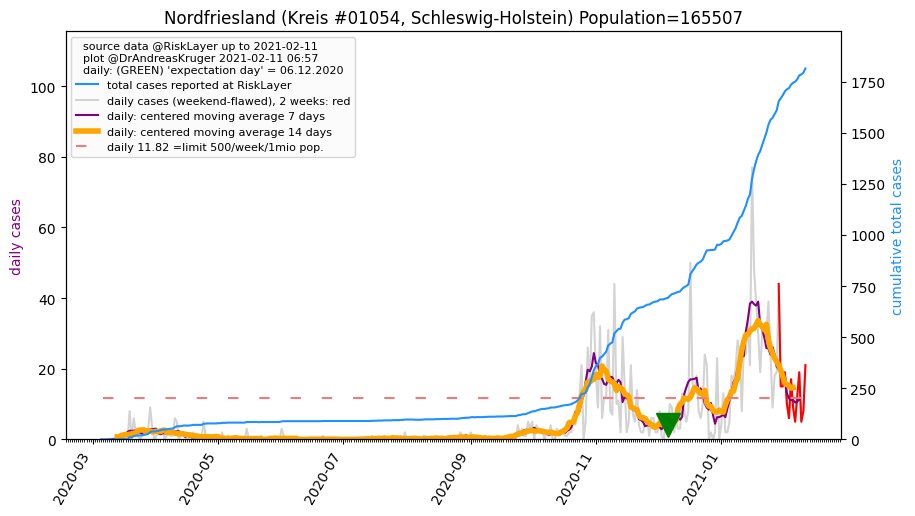 Nordfriesland (Kreis #01054, Schleswig-Holstein) Population=165507
source data @RiskLayer up to 2021-02-11
plot @DrAndreasKruger 2021-02-11 06:57
daily: (GREEN) 'expectation day' = 06.12.2020
total cases reported at RiskLayer
daily cases (weekend-flawed), 2 weeks: red
daily: centered moving average 7 days
daily: centered moving average 14 days
daily 11.82 =limit 500/week/1mio pop.
daily cases
100
80
60
40
20
0
cumulative total cases
1750
1500
1250
1000
750
500
250
0
2020-03
2020-05
2020-07
2020-09
2020-11
2021-01